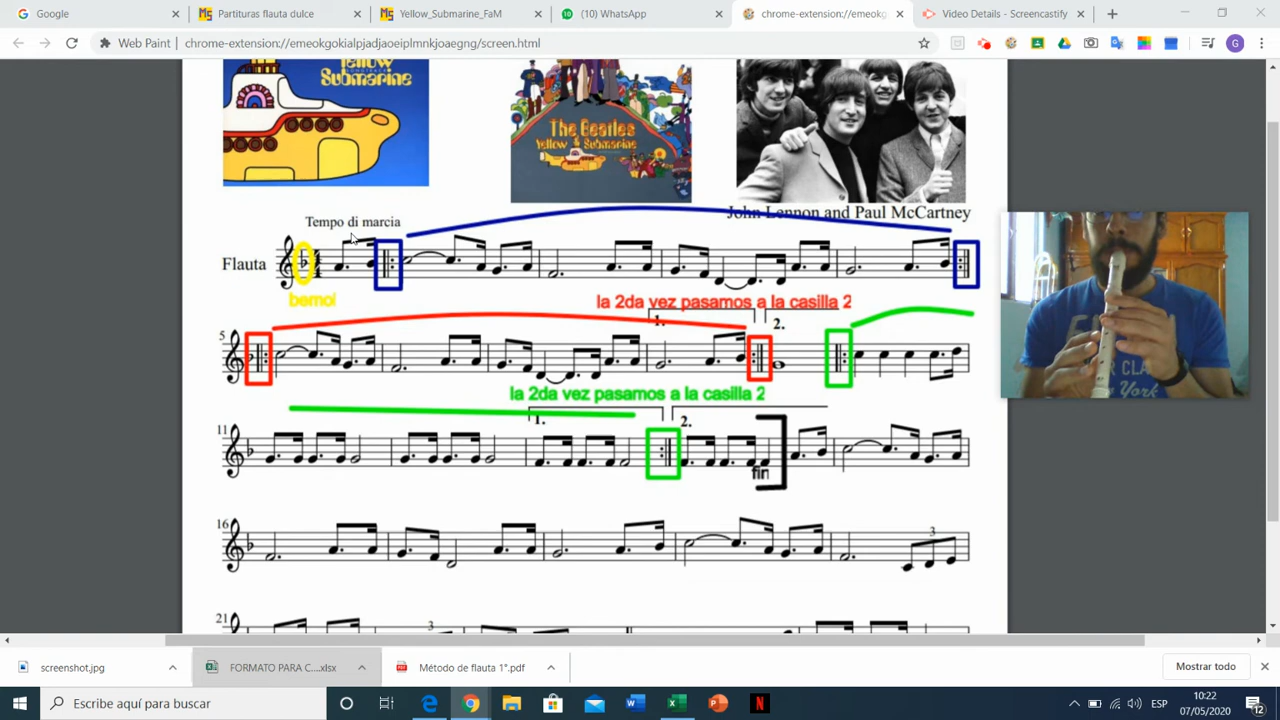 Google
Partituras flauta dulce
Yellow_Submarine_FaM
(10) WhatsApp
chrome-extension://emeokg
Video Details - Screencastify
Web Paint
chrome-extension://emeokgokialpjadjaoeiplmnkjoaegng/screen.html
G
Yellow
Submarine
The Beatles
Yellow Submarine
John Lennon and Paul McCartney
Tempo di marcia
Flauta
bemol
la 2da vez pasamos a la casilla 2
5
1.
2.
la 2da vez pasamos a la casilla 2
11
1.
2.
fin
16
3
21
3
CLA
New York
screenshot.jpg
FORMATO PARA C....xlsx
Método de flauta 1°.pdf
Mostrar todo
Escribe aquí para buscar
ESP
10:22
07/05/2020
12